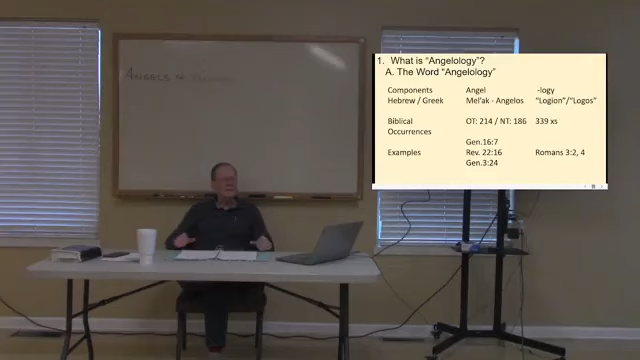 ANGELS &
1. What is “Angelology”?
A. The Word “Angelology”
Components Angel -logy
Hebrew / Greek Mel'ak - Angelos “Logion”/“Logos”
Biblical OT: 214 / NT: 186 339 xs
Occurrences
Gen.16:7
Examples Rev. 22:16 Romans 3:2, 4
Gen.3:24